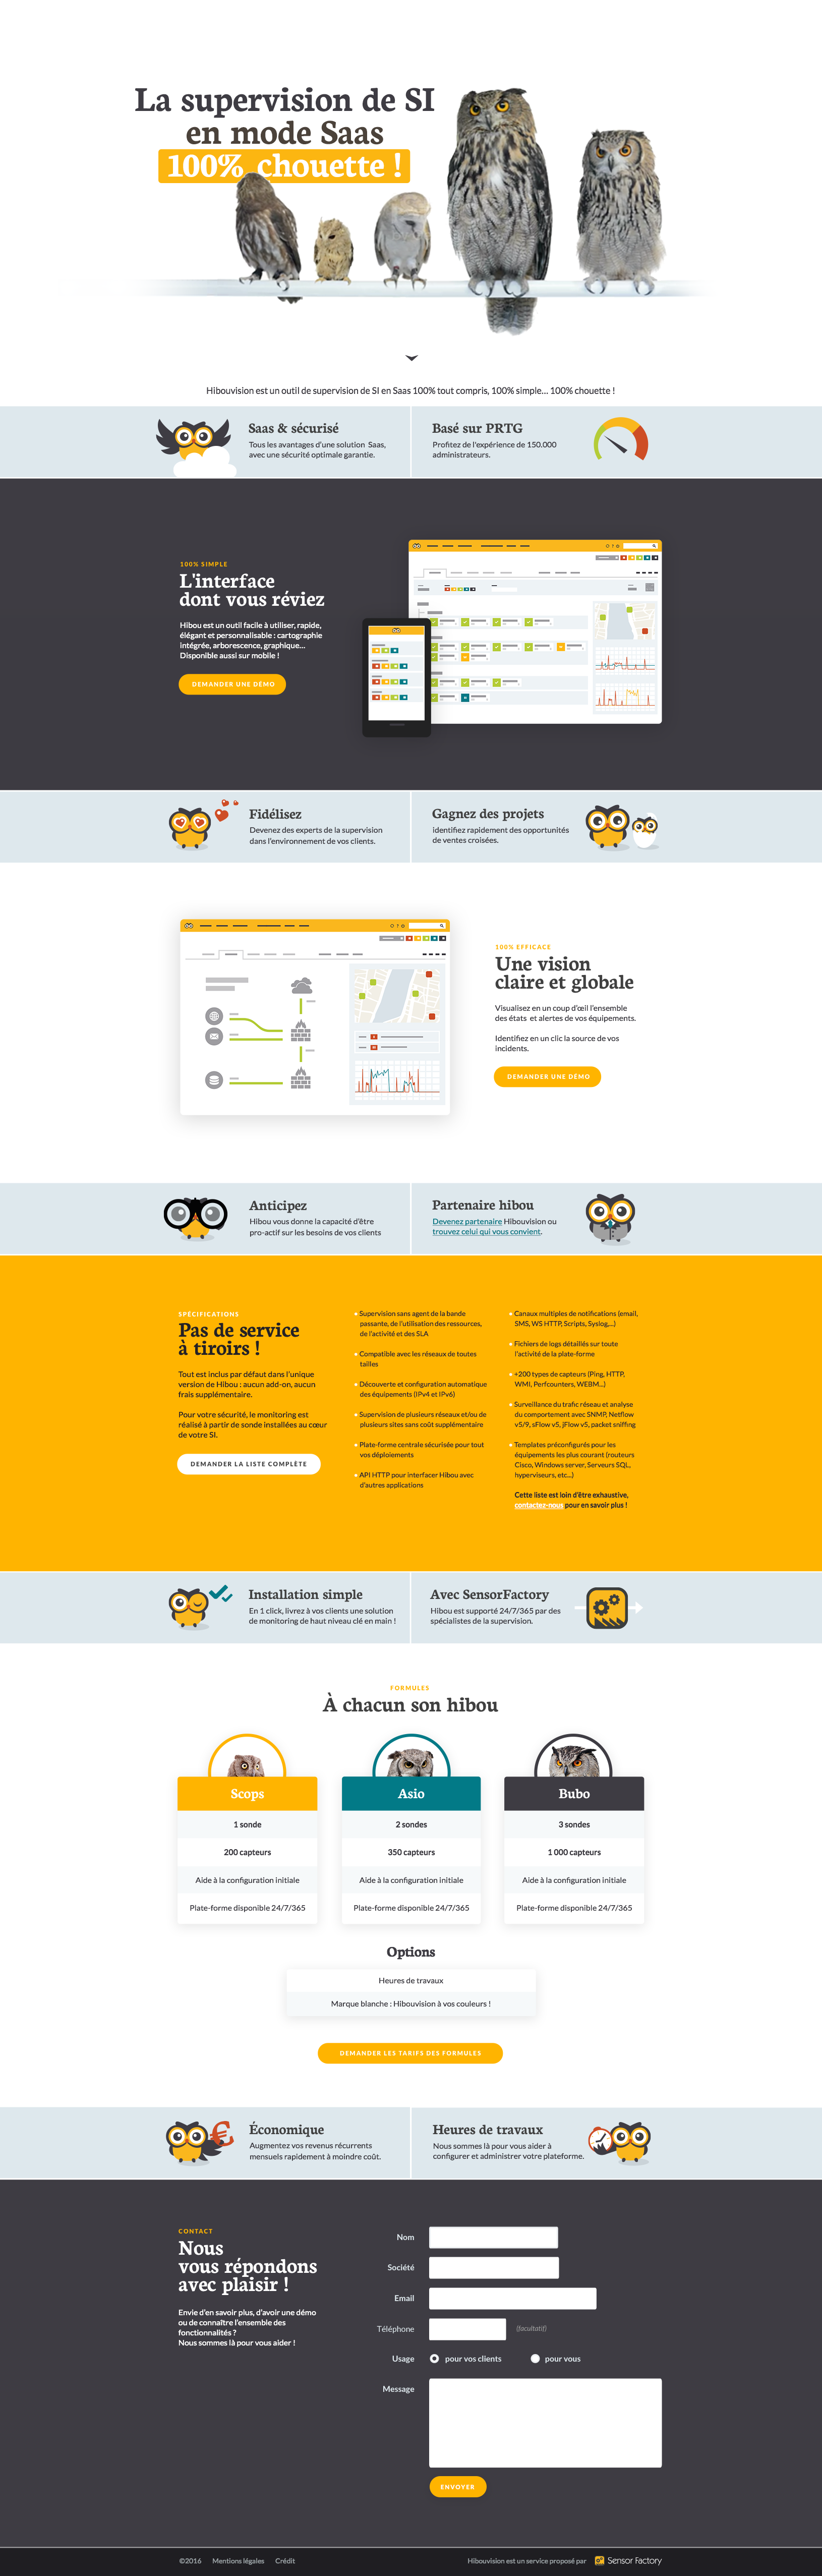 La supervision de SI
en mode Saas
100% chouette !
Hibouvision est un outil de supervision de SI en Saas 100% tout compris, 100% simple... 100% chouette !
Saas & sécurisé
Tous les avantages d'une solution Saas,
avec une sécurité optimale garantie.
Basé sur PRTG
Profitez de l'expérience de 150.000
administrateurs.
100% SIMPLE
L'interface
dont vous réviez
Hibou est un outil facile à utiliser, rapide,
élégant et personnalisable : cartographie
intégrée, arborescence, graphique...
Disponible aussi sur mobile !
DEMANDER UNE DÉMO
Fidélisez
Devenez des experts de la supervision
dans l'environnement de vos clients.
Gagnez des projets
identifiez rapidement des opportunités
de ventes croisées.
100% EFFICACE
Une vision
claire et globale
Visualisez en un coup d'œil l'ensemble
des états et alertes de vos équipements.
Identifiez en un clic la source de vos
incidents.
DEMANDER UNE DÉMO
Anticipez
Hibou vous donne la capacité d'être
pro-actif sur les besoins de vos clients
Partenaire hibou
Devenez partenaire Hibouvision ou
trouvez celui qui vous convient.
SPÉCIFICATIONS
Pas de service
à tiroirs !
Tout est inclus par défaut dans l'unique
version de Hibou : aucun add-on, aucun
frais supplémentaire.
Pour votre sécurité, le monitoring est
réalisé à partir de sonde installées au cœur
de votre SI.
DEMANDER LA LISTE COMPLÈTE
Supervision sans agent de la bande
passante, de l'utilisation des ressources,
de l'activité et des SLA
Compatible avec les réseaux de toutes
tailles
Découverte et configuration automatique
des équipements (IPv4 et IPv6)
Supervision de plusieurs réseaux et/ou de
plusieurs sites sans coût supplémentaire
Plate-forme centrale sécurisée pour tout
vos déploiements
API HTTP pour interfacer Hibou avec
d'autres applications
Canaux multiples de notifications (email,
SMS, WS HTTP, Scripts, Syslog,...)
Fichiers de logs détaillés sur toute
l'activité de la plate-forme
+200 types de capteurs (Ping, HTTP,
WMI, Perfcounters, WEBM...)
Surveillance du trafic réseau et analyse
du comportement avec SNMP, Netflow
v5/9, sFlow v5, jFlow v5, packet sniffing
Templates préconfigurés pour les
équipements les plus courant (routeurs
Cisco, Windows server, Serveurs SQL,
hyperviseurs, etc...)
Cette liste est loin d'être exhaustive,
contactez-nous pour en savoir plus !
Installation simple
En 1 click, livrez à vos clients une solution
de monitoring de haut niveau clé en main !
Avec SensorFactory
Hibou est supporté 24/7/365 par des
spécialistes de la supervision.
FORMULES
À chacun son hibou
Scops
1 sonde
200 capteurs
Aide à la configuration initiale
Plate-forme disponible 24/7/365
Asio
2 sondes
350 capteurs
Aide à la configuration initiale
Plate-forme disponible 24/7/365
Bubo
3 sondes
1 000 capteurs
Aide à la configuration initiale
Plate-forme disponible 24/7/365
Options
Heures de travaux
Marque blanche : Hibouvision à vos couleurs !
DEMANDER LES TARIFS DES FORMULES
Économique
Augmentez vos revenus récurrents
mensuels rapidement à moindre coût.
Heures de travaux
Nous sommes là pour vous aider à
configurer et administrer votre plateforme.
CONTACT
Nous
vous répondons
avec plaisir !
Envie d'en savoir plus, d'avoir une démo
ou de connaître l'ensemble des
fonctionnalités ?
Nous sommes là pour vous aider !
Nom
Société
Email
Téléphone (facultatif)
Usage pour vos clients pour vous
Message
ENVOYER
©2016 Mentions légales Crédit
Hibouvision est un service proposé par Sensor Factory